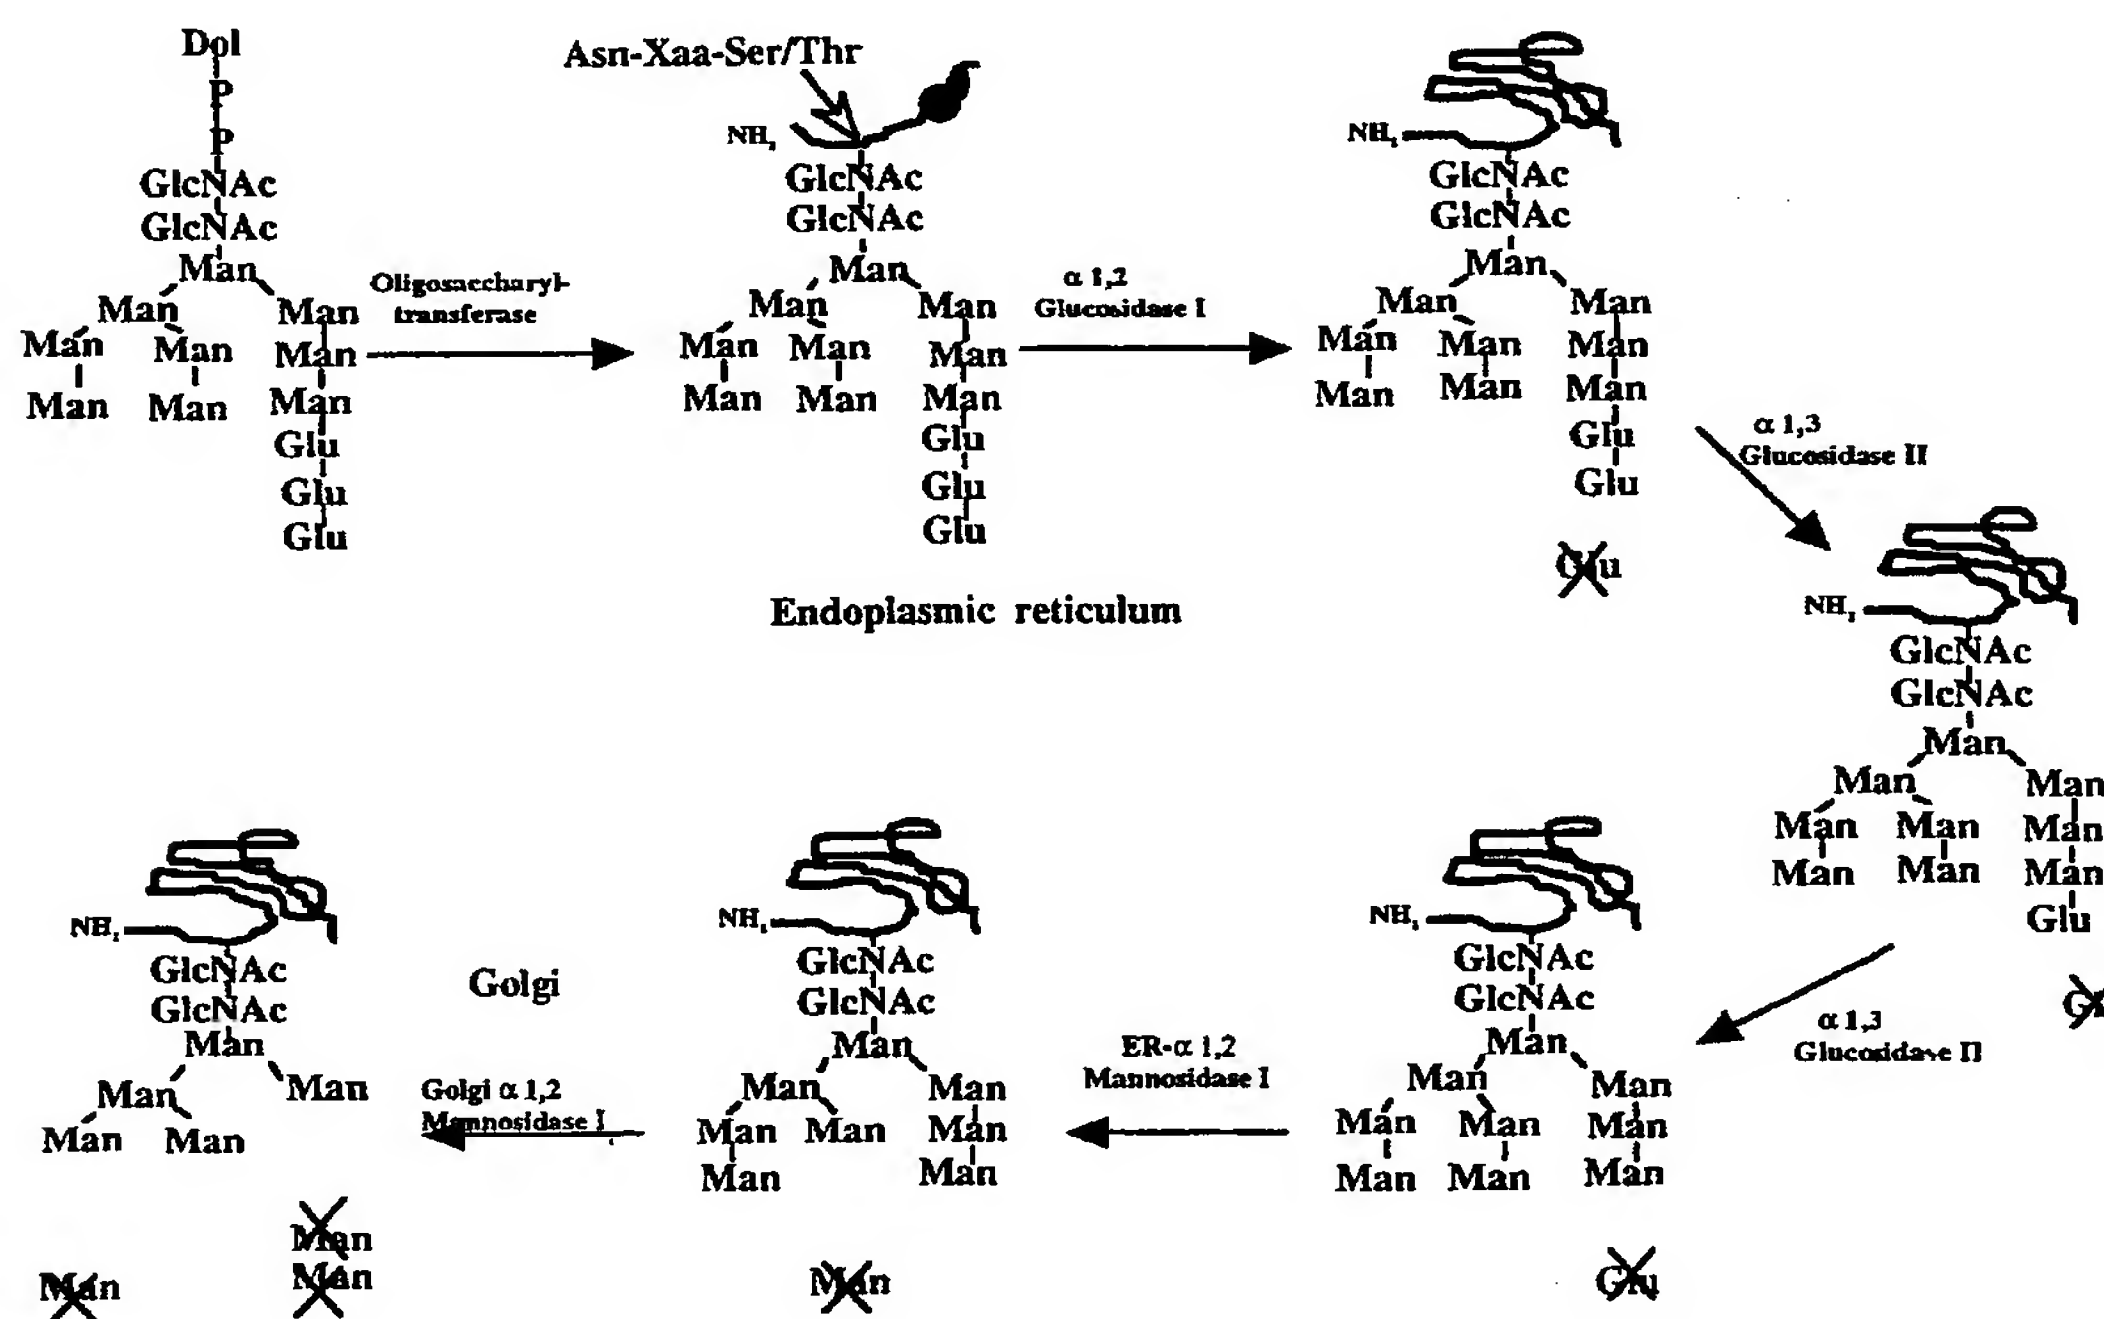 Dol
P
P
GlcNAc
GlcNAc
Man
Man Man
Man Man Man
Man Man Man
Glu
Glu
Glu
Oligosaccharyl-
transferase
Asn-Xaa-Ser/Thr
NH₂
GlcNAc
GlcNAc
Man
Man Man
Man Man Man
Man Man Man
Glu
Glu
Glu
α 1,2
Glucosidase I
NH₂
GlcNAc
GlcNAc
Man
Man Man
Man Man Man
Man Man Man
Glu
Glu
Glu
Endoplasmic reticulum
α 1,3
Glucosidase II
NH₂
GlcNAc
GlcNAc
Man
Man Man
Man Man Man
Man Man Man
Glu
α 1,3
Glucosidase II
NH₂
GlcNAc
GlcNAc
Man
Man Man
Man Man Man
Man Man Man
Glu
ER-α 1,2
Mannosidase I
NH₂
GlcNAc
GlcNAc
Man
Man Man
Man Man Man
Man Man
Man
Golgi
Golgi α 1,2
Mannosidase I
NH₂
GlcNAc
GlcNAc
Man
Man Man
Man Man
Man
Man
Man